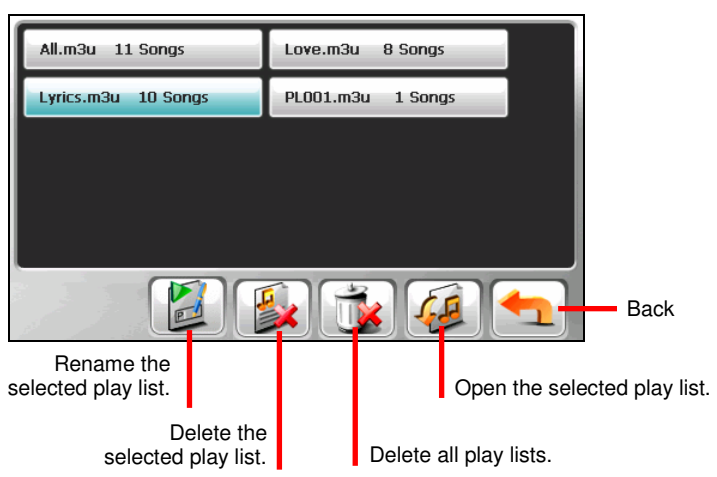 All.m3u 11 Songs
Love.m3u 8 Songs
Lyrics.m3u 10 Songs
PL001.m3u 1 Songs
P
Back
Rename the
selected play list.
Open the selected play list.
Delete the
selected play list.
Delete all play lists.